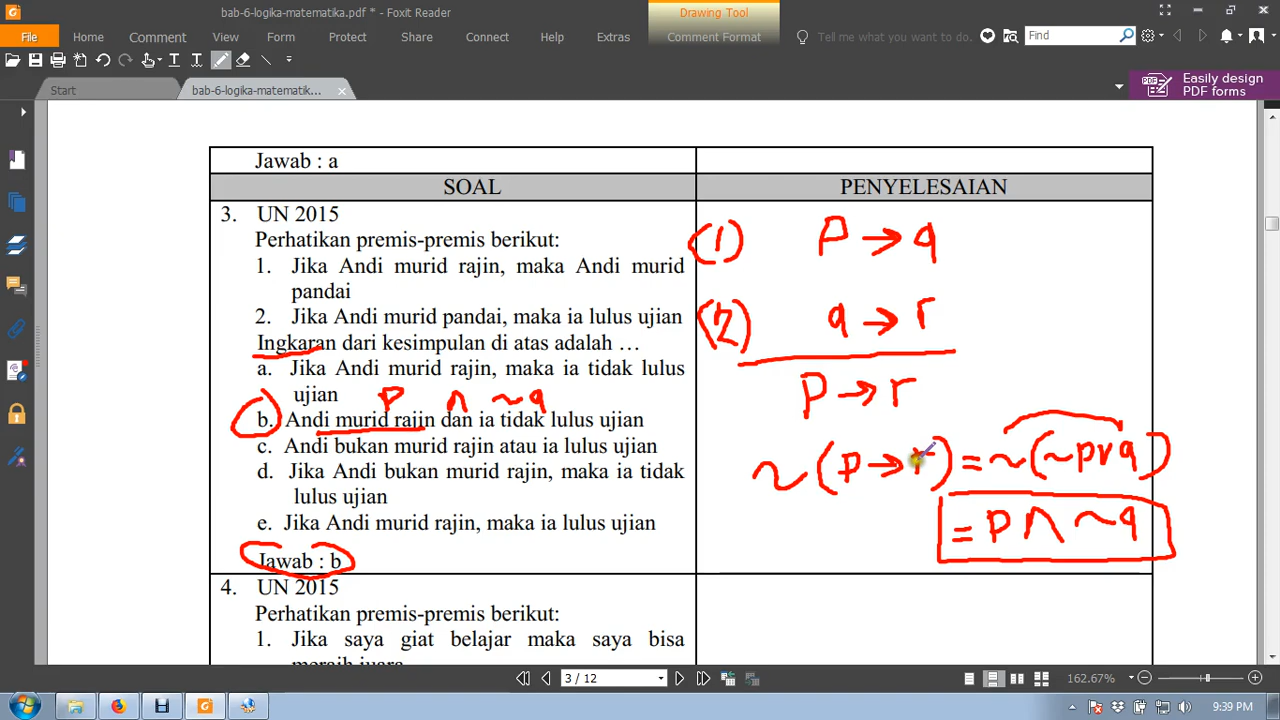 bab-6-logika-matematika.pdf * - Foxit Reader
Drawing Tool
File
Home
Comment
View
Form
Protect
Share
Connect
Help
Extras
Comment Format
Tell me what you want to do..
Find
Start
bab-6-logika-matematik...
Easily design
PDF forms
Jawab : a
SOAL
PENYELESAIAN
3. UN 2015
Perhatikan premis-premis berikut:
1. Jika Andi murid rajin, maka Andi murid
pandai
2. Jika Andi murid pandai, maka ia lulus ujian
Ingkaran dari kesimpulan di atas adalah …
a. Jika Andi murid rajin, maka ia tidak lulus
ujian
p ∧ ~q
b. Andi murid rajin dan ia tidak lulus ujian
c. Andi bukan murid rajin atau ia lulus ujian
d. Jika Andi bukan murid rajin, maka ia tidak
lulus ujian
e. Jika Andi murid rajin, maka ia lulus ujian
Jawab : b
(1) p → q
(2) q → r
p → r
~(p → r) = ~(~p v q)
= p ∧ ~q
4. UN 2015
Perhatikan premis-premis berikut:
1. Jika saya giat belajar maka saya bisa
meraih juara
3 / 12
162.67%
9:39 PM